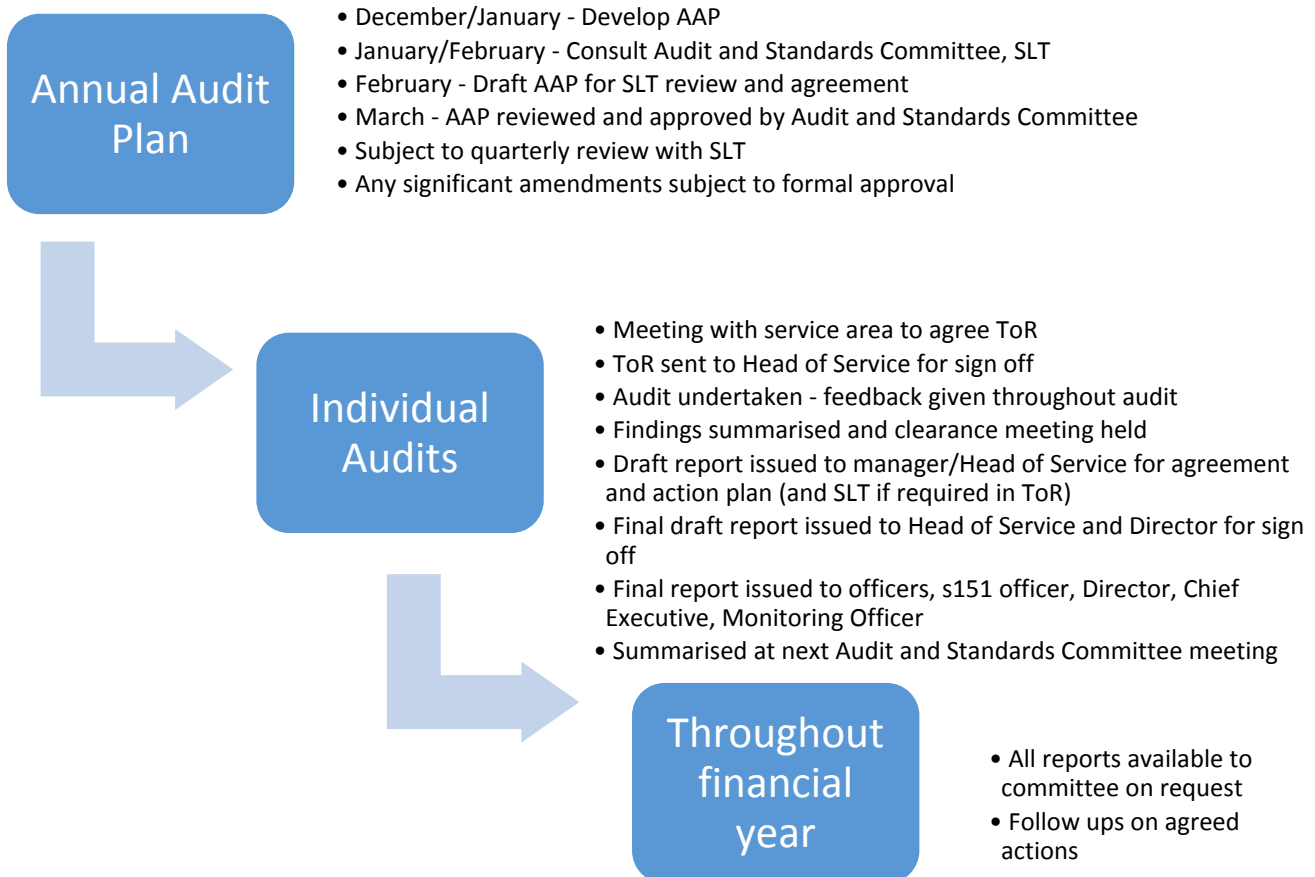 Annual Audit
Plan
• December/January - Develop AAP
• January/February - Consult Audit and Standards Committee, SLT
• February - Draft AAP for SLT review and agreement
• March - AAP reviewed and approved by Audit and Standards Committee
• Subject to quarterly review with SLT
• Any significant amendments subject to formal approval
Individual
Audits
• Meeting with service area to agree ToR
• ToR sent to Head of Service for sign off
• Audit undertaken - feedback given throughout audit
• Findings summarised and clearance meeting held
• Draft report issued to manager/Head of Service for agreement
and action plan (and SLT if required in ToR)
• Final draft report issued to Head of Service and Director for sign
off
• Final report issued to officers, s151 officer, Director, Chief
Executive, Monitoring Officer
• Summarised at next Audit and Standards Committee meeting
Throughout
financial
year
• All reports available to
committee on request
• Follow ups on agreed
actions